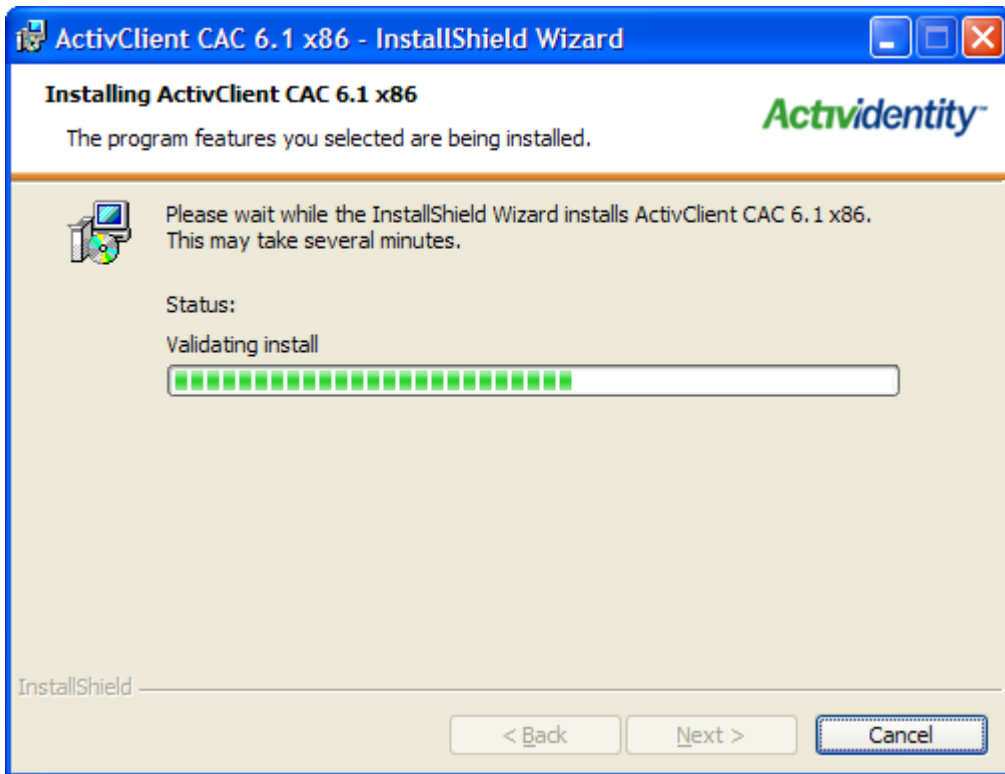 ActivClient CAC 6.1 x86 - InstallShield Wizard
Installing ActivClient CAC 6.1 x86
The program features you selected are being installed.
ActivIdentity™
Please wait while the InstallShield Wizard installs ActivClient CAC 6.1 x86.
This may take several minutes.
Status:
Validating install
InstallShield
< Back
Next >
Cancel